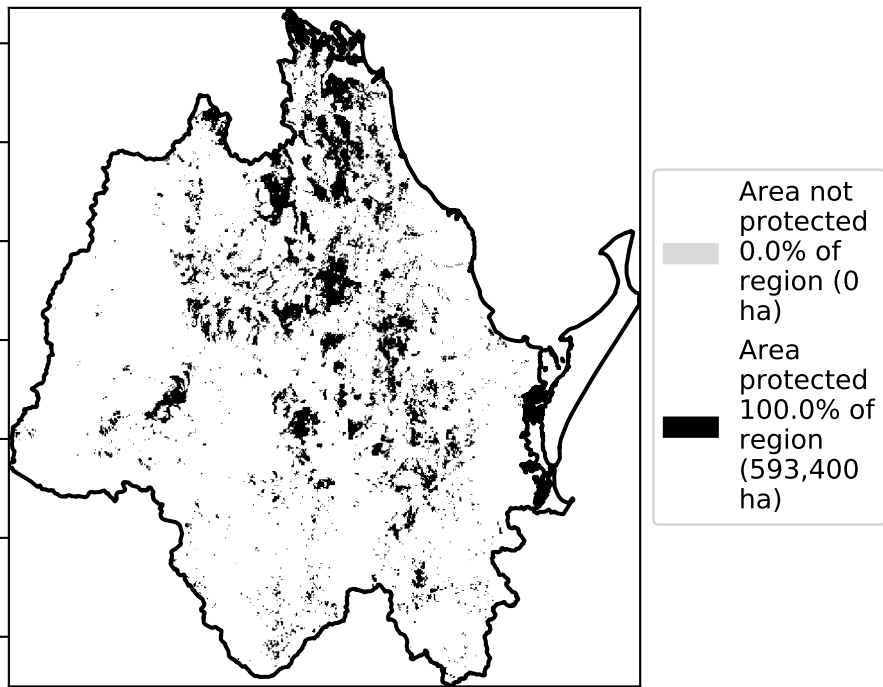 Area not
protected
0.0% of
region (0
ha)
Area
protected
100.0% of
region
(593,400
ha)